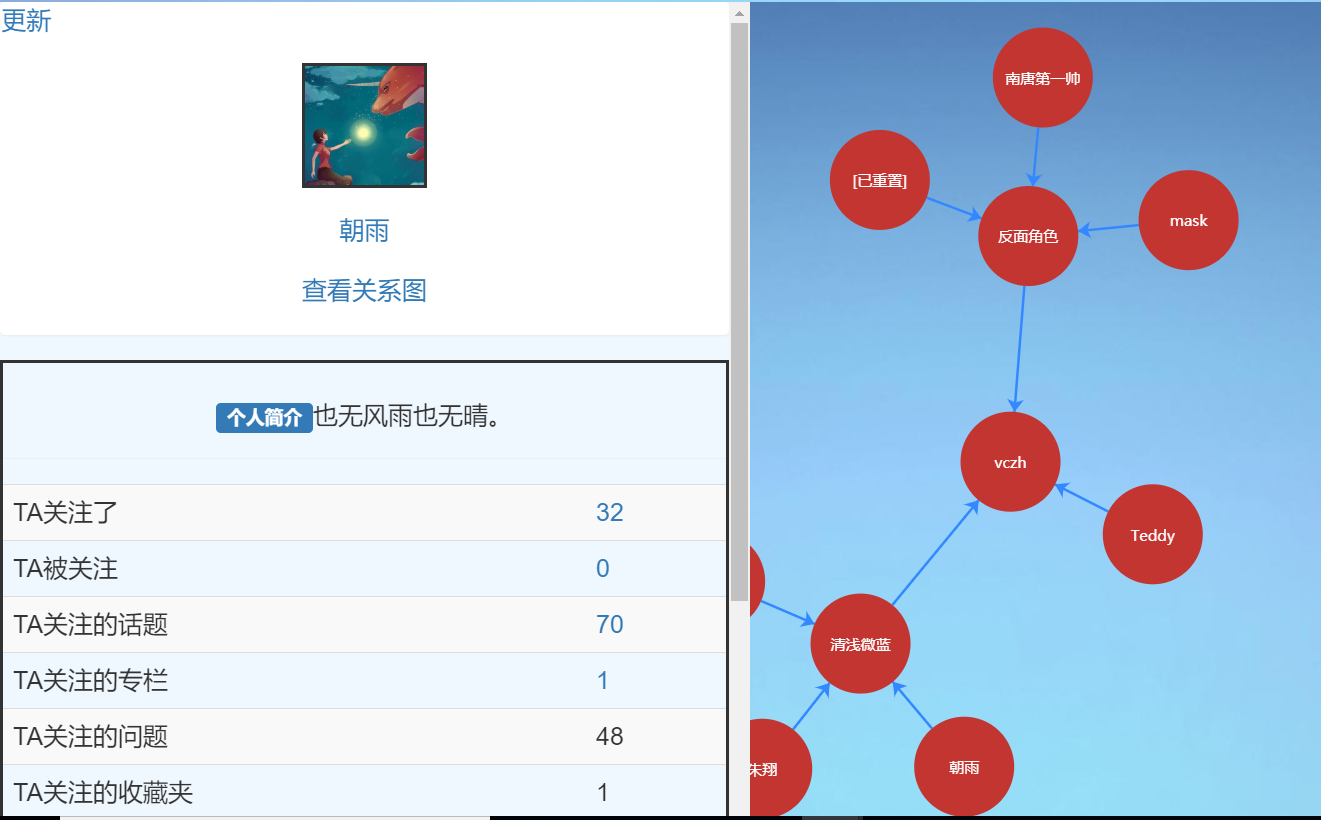 更新
朝雨
查看关系图
个人简介也无风雨也无晴。
TA关注了 32
TA被关注 0
TA关注的话题 70
TA关注的专栏 1
TA关注的问题 48
TA关注的收藏夹 1
南唐第一帅
[已重置]
mask
反面角色
vczh
Teddy
清浅微蓝
朱翔
朝雨